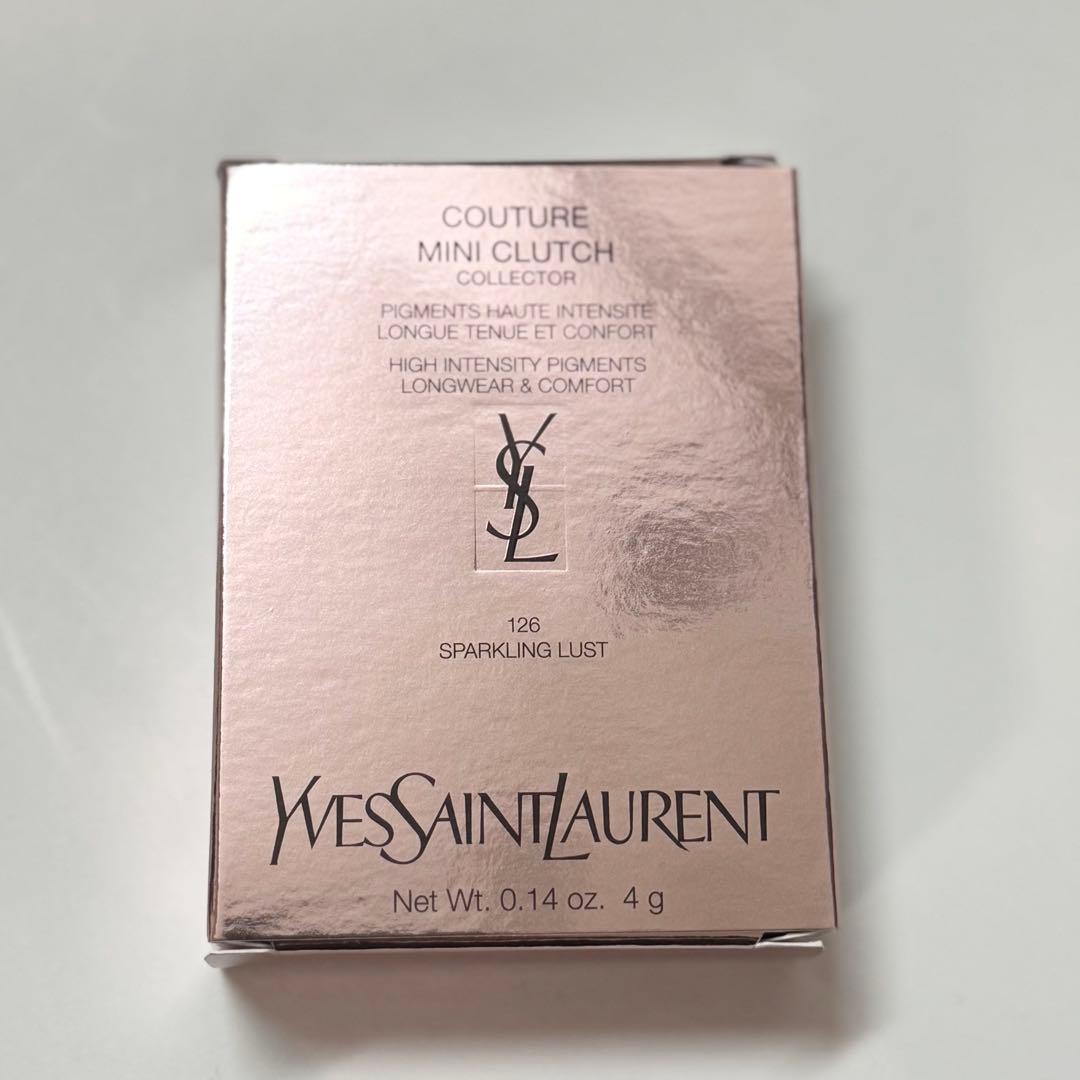 COUTURE
MINI CLUTCH
COLLECTOR
PIGMENTS HAUTE INTENSITÉ
LONGUE TENUE ET CONFORT
HIGH INTENSITY PIGMENTS
LONGWEAR & COMFORT
YSL
126
SPARKLING LUST
YVESSAINTLAURENT
Net Wt. 0.14 oz. 4 g